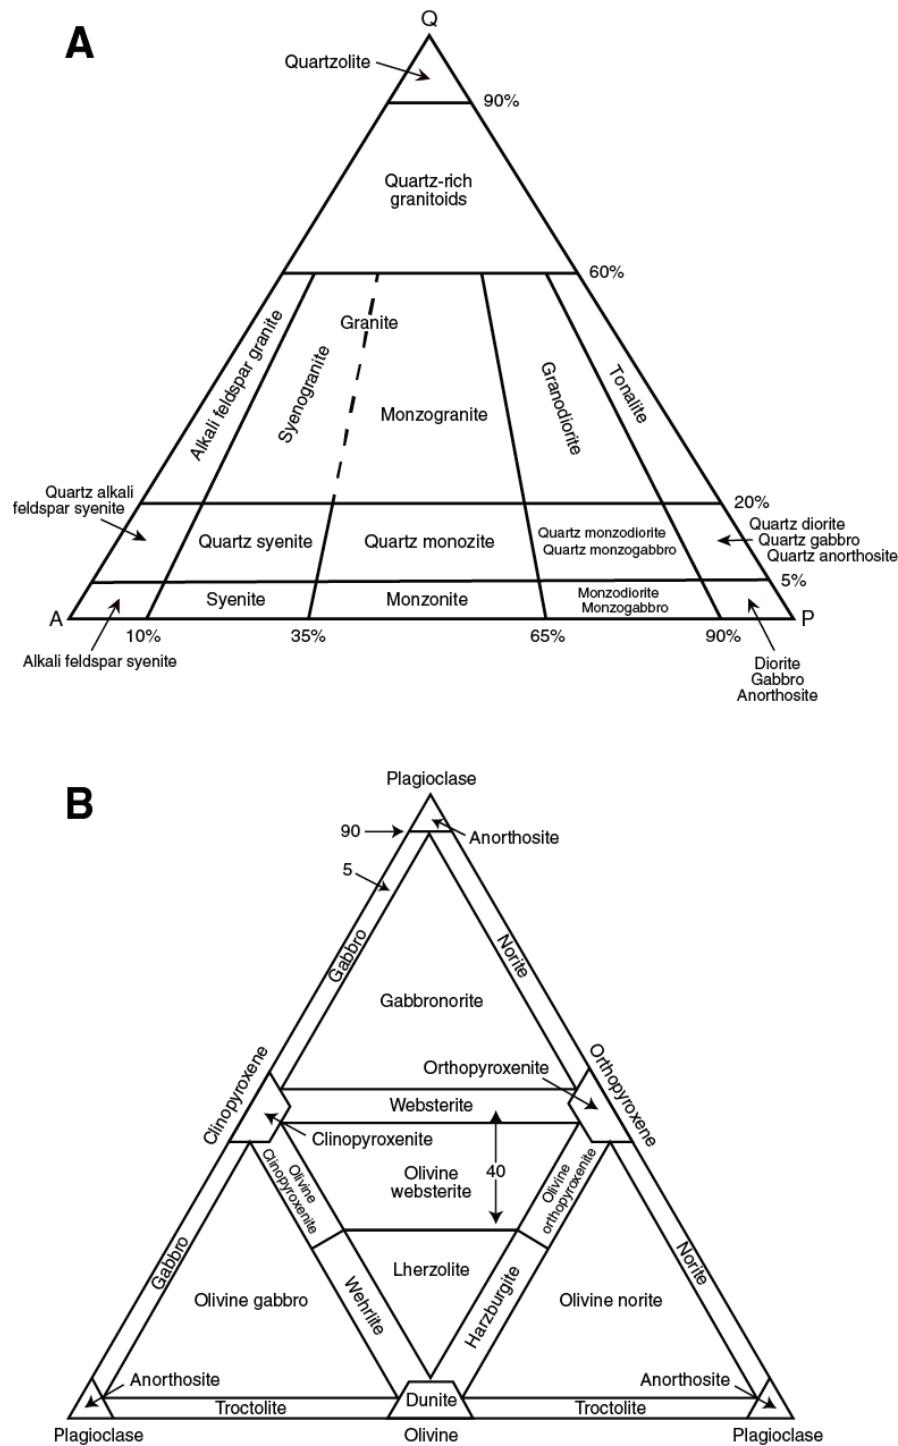 A
Q
Quartzolite
90%
Quartz-rich
granitoids
60%
Alkali feldspar granite
Granite
Syenogranite
Monzogranite
Granodiorite
Tonalite
Quartz alkali
feldspar syenite
20%
Quartz syenite
Quartz monozite
Quartz monzodiorite
Quartz monzogabbro
Quartz diorite
Quartz gabbro
Quartz anorthosite
5%
Syenite
Monzonite
Monzodiorite
Monzogabbro
A
P
10%
35%
65%
90%
Alkali feldspar syenite
Diorite
Gabbro
Anorthosite
B
Plagioclase
90
Anorthosite
5
Gabbro
Norite
Gabbronorite
Clinopyroxene
Orthopyroxenite
Orthopyroxene
Websterite
Clinopyroxenite
Olivine
Clinopyroxenite
Olivine
websterite
40
Olivine
orthopyroxenite
Gabbro
Lherzolite
Norite
Olivine gabbro
Wehrlite
Harzburgite
Olivine norite
Anorthosite
Anorthosite
Troctolite
Dunite
Troctolite
Plagioclase
Olivine
Plagioclase